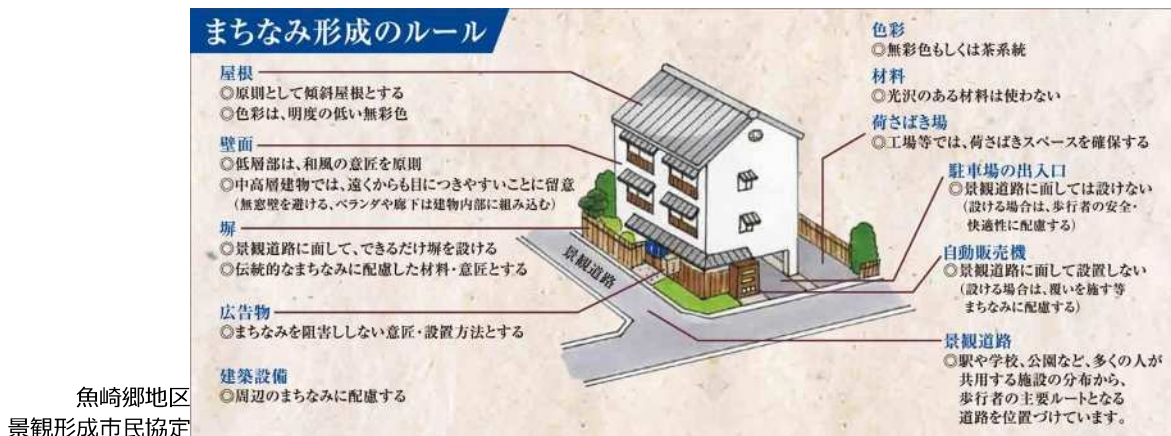 まちなみ形成のルール
屋根
◎原則として傾斜屋根とする
◎色彩は、明度の低い無彩色
壁面
◎低層部は、和風の意匠を原則
◎中高層建物では、遠くからも目につきやすいことに留意
(無窓壁を避ける、ベランダや廊下は建物内部に組み込む)
塀
◎景観道路に面して、できるだけ塀を設ける
◎伝統的なまちなみに配慮した材料・意匠とする
広告物
◎まちなみを阻害ししない意匠・設置方法とする
建築設備
◎周辺のまちなみに配慮する
景観道路
色彩
◎無彩色もしくは茶系統
材料
◎光沢のある材料は使わない
荷さばき場
◎工場等では、荷さばきスペースを確保する
駐車場の出入口
◎景観道路に面しては設けない
(設ける場合は、歩行者の安全・
快適性に配慮する)
自動販売機
◎景観道路に面して設置しない
(設ける場合は、覆いを施す等
まちなみに配慮する)
景観道路
◎駅や学校、公園など、多くの人が
共用する施設の分布から、
歩行者の主要ルートとなる
道路を位置づけています。
魚崎郷地区
景観形成市民協定